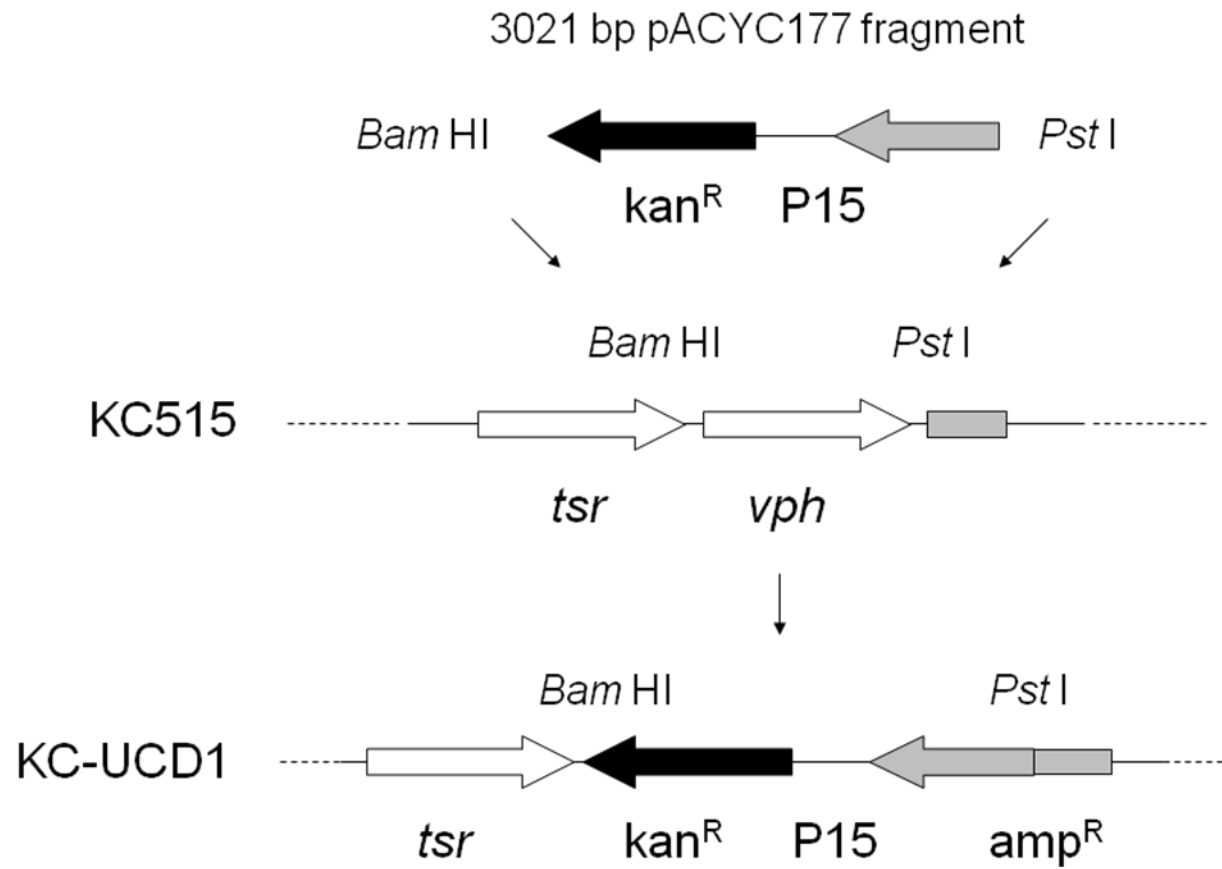 3021 bp pACYC177 fragment
Bam HI Pst I
kanR P15
Bam HI Pst I
KC515
tsr vph
Bam HI Pst I
KC-UCD1
tsr kanR P15 ampR